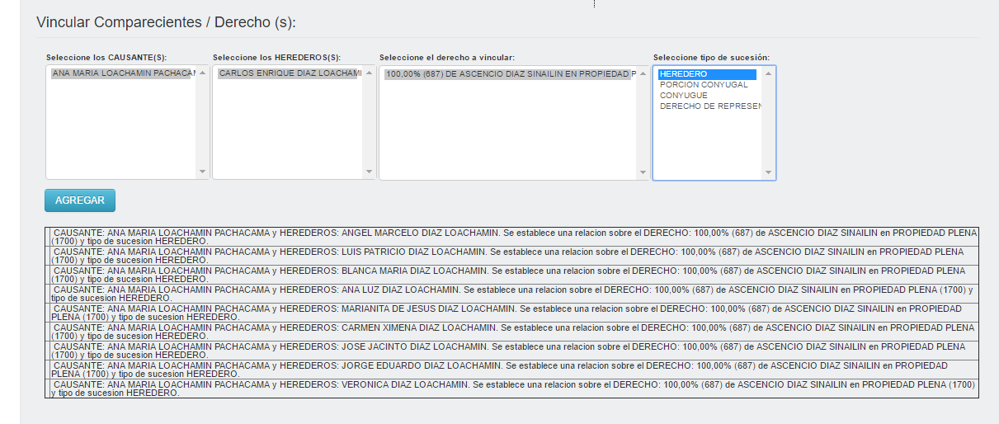 Vincular Comparecientes / Derecho (s):
Seleccione los CAUSANTE(S):
Seleccione los HEREDEROS(S):
Seleccione el derecho a vincular:
Seleccione tipo de sucesión:
ANA MARIA LOACHAMIN PACHACAM
CARLOS ENRIQUE DIAZ LOACHAMI
100,00% (687) DE ASCENCIO DIAZ SINAILIN EN PROPIEDAD P
HEREDERO
PORCION CONYUGAL
CONYUGUE
DERECHO DE REPRESEN
AGREGAR
CAUSANTE: ANA MARIA LOACHAMIN PACHACAMA y HEREDEROS: ANGEL MARCELO DIAZ LOACHAMIN. Se establece una relacion sobre el DERECHO: 100,00% (687) de ASCENCIO DIAZ SINAILIN en PROPIEDAD PLENA
(1700) y tipo de sucesion HEREDERO.
CAUSANTE: ANA MARIA LOACHAMIN PACHACAMA y HEREDEROS: LUIS PATRICIO DIAZ LOACHAMIN. Se establece una relacion sobre el DERECHO: 100,00% (687) de ASCENCIO DIAZ SINAILIN en PROPIEDAD PLENA
(1700) y tipo de sucesion HEREDERO.
CAUSANTE: ANA MARIA LOACHAMIN PACHACAMA y HEREDEROS: BLANCA MARIA DIAZ LOACHAMIN. Se establece una relacion sobre el DERECHO: 100,00% (687) de ASCENCIO DIAZ SINAILIN en PROPIEDAD PLENA
(1700) y tipo de sucesion HEREDERO.
CAUSANTE: ANA MARIA LOACHAMIN PACHACAMA y HEREDEROS: ANA LUZ DIAZ LOACHAMIN. Se establece una relacion sobre el DERECHO: 100,00% (687) de ASCENCIO DIAZ SINAILIN en PROPIEDAD PLENA (1700) y
tipo de sucesion HEREDERO.
CAUSANTE: ANA MARIA LOACHAMIN PACHACAMA y HEREDEROS: MARIANITA DE JESUS DIAZ LOACHAMIN. Se establece una relacion sobre el DERECHO: 100,00% (687) de ASCENCIO DIAZ SINAILIN en PROPIEDAD
PLENA (1700) y tipo de sucesion HEREDERO.
CAUSANTE: ANA MARIA LOACHAMIN PACHACAMA y HEREDEROS: CARMEN XIMENA DIAZ LOACHAMIN. Se establece una relacion sobre el DERECHO: 100,00% (687) de ASCENCIO DIAZ SINAILIN en PROPIEDAD PLENA
(1700) y tipo de sucesion HEREDERO.
CAUSANTE: ANA MARIA LOACHAMIN PACHACAMA y HEREDEROS: JOSE JACINTO DIAZ LOACHAMIN. Se establece una relacion sobre el DERECHO: 100,00% (687) de ASCENCIO DIAZ SINAILIN en PROPIEDAD PLENA
(1700) y tipo de sucesion HEREDERO.
CAUSANTE: ANA MARIA LOACHAMIN PACHACAMA y HEREDEROS: JORGE EDUARDO DIAZ LOACHAMIN. Se establece una relacion sobre el DERECHO: 100,00% (687) de ASCENCIO DIAZ SINAILIN en PROPIEDAD
PLENA (1700) y tipo de sucesion HEREDERO.
CAUSANTE: ANA MARIA LOACHAMIN PACHACAMA y HEREDEROS: VERONICA DIAZ LOACHAMIN. Se establece una relacion sobre el DERECHO: 100,00% (687) de ASCENCIO DIAZ SINAILIN en PROPIEDAD PLENA (1700)
y tipo de sucesion HEREDERO.